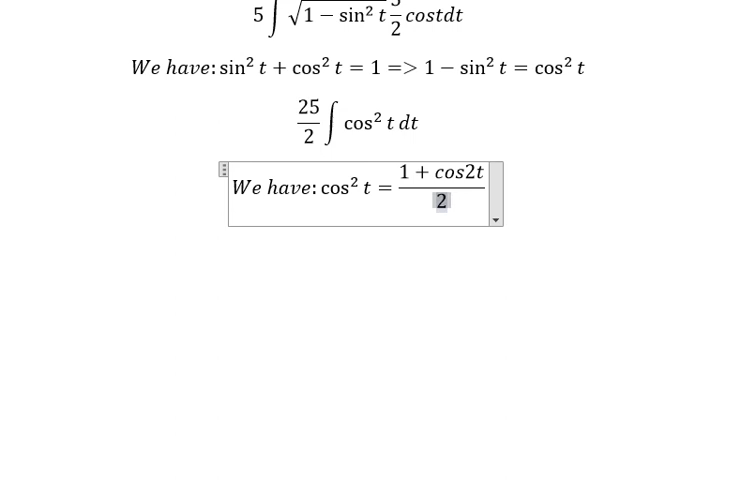 5∫√1 − sin² t 5/2 costdt
We have: sin² t + cos² t = 1 => 1 − sin² t = cos² t
25/2 ∫ cos² t dt
We have: cos² t = 1 + cos2t / 2